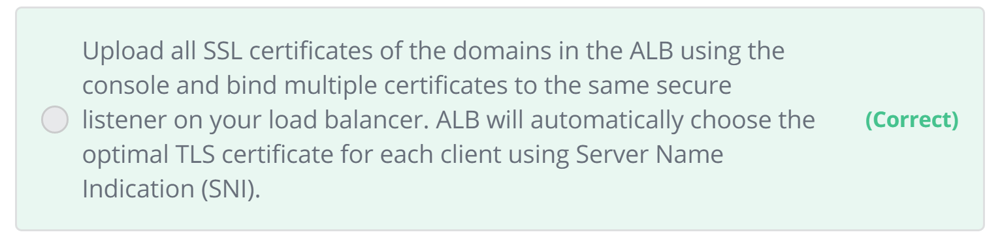 Upload all SSL certificates of the domains in the ALB using the
console and bind multiple certificates to the same secure
listener on your load balancer. ALB will automatically choose the
optimal TLS certificate for each client using Server Name
Indication (SNI).
(Correct)